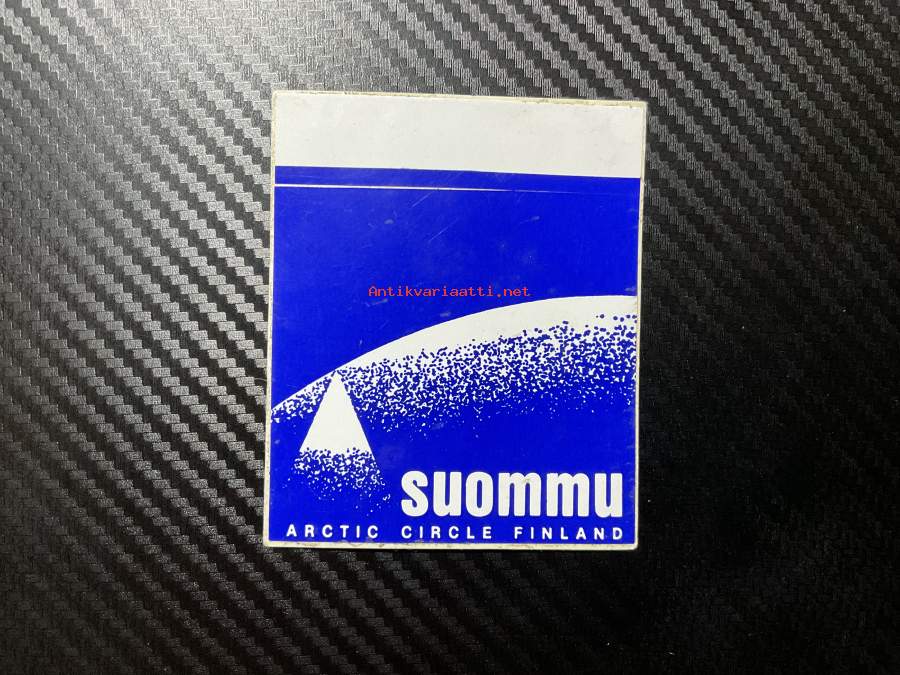 Antikvariaatti.net
suommu
ARCTIC CIRCLE FINLAND